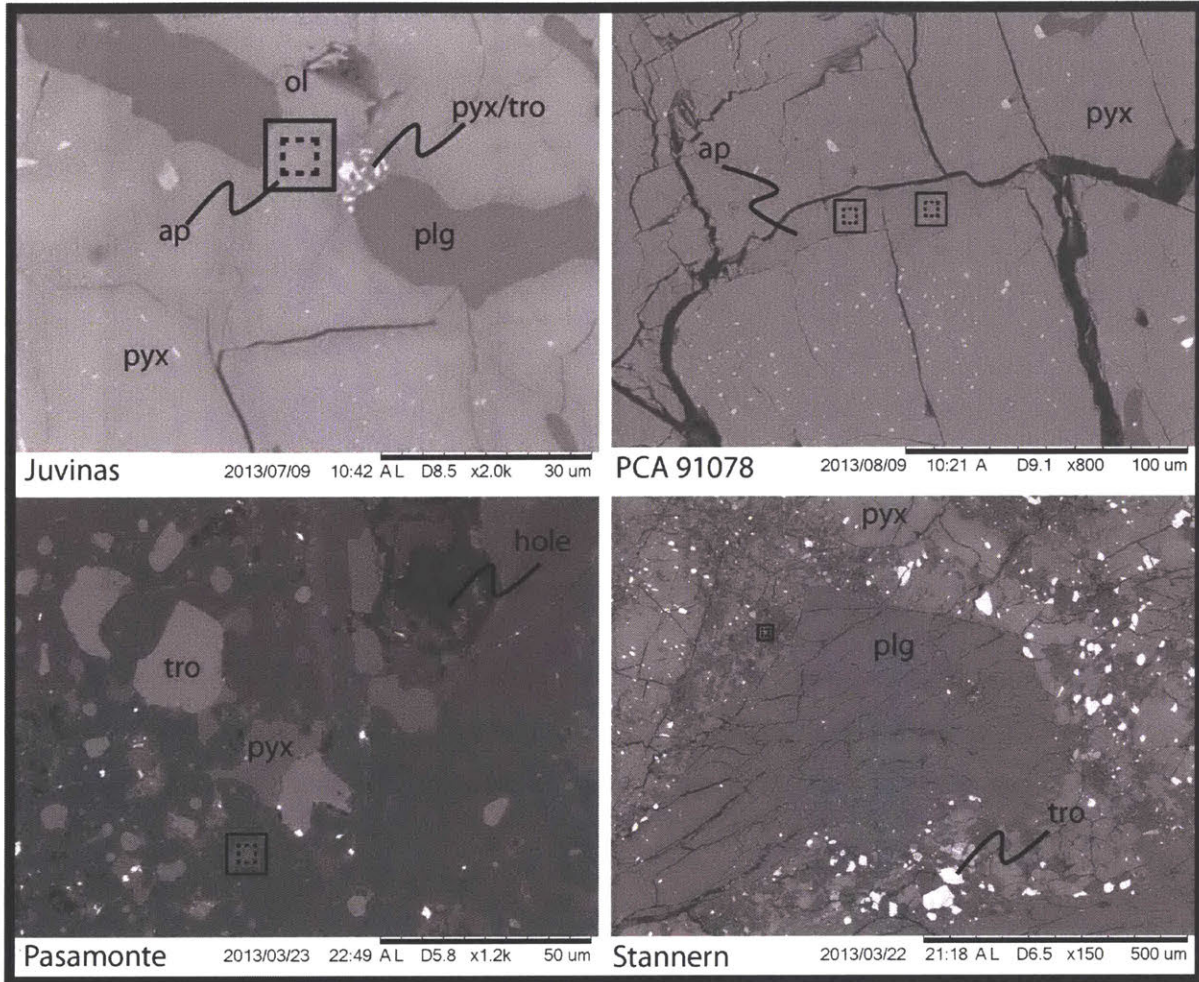 ol
pyx/tro
ap
plg
pyx
Juvinas 2013/07/09 10:42 A L D8.5 x2.0k 30 um
pyx
ap
PCA 91078 2013/08/09 10:21 A D9.1 x800 100 um
hole
tro
pyx
Pasamonte 2013/03/23 22:49 A L D5.8 x1.2k 50 um
pyx
plg
tro
Stannern 2013/03/22 21:18 A L D6.5 x150 500 um